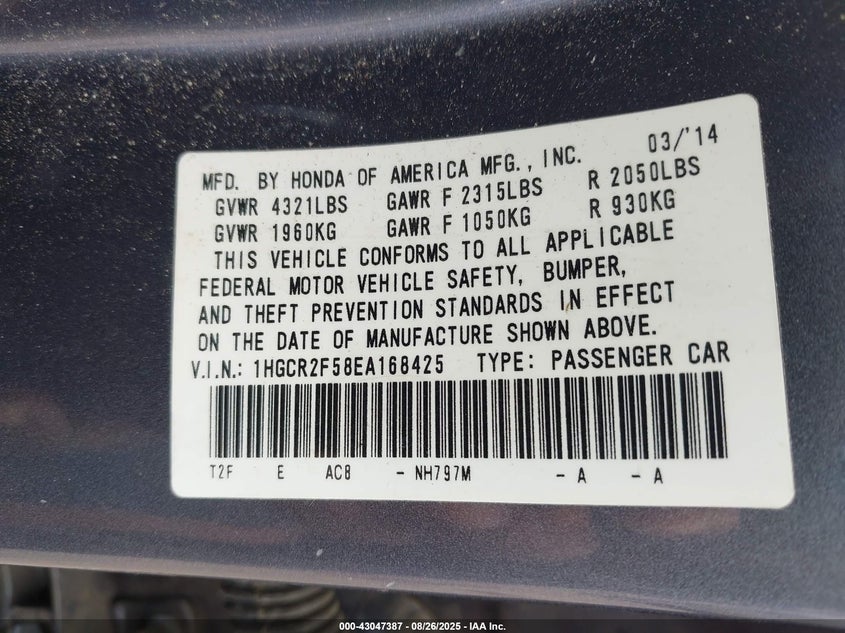 MFD. BY HONDA OF AMERICA MFG., INC. 03/'14
GVWR 4321LBS GAWR F 2315LBS R 2050LBS
GVWR 1960KG GAWR F 1050KG R 930KG
THIS VEHICLE CONFORMS TO ALL APPLICABLE
FEDERAL MOTOR VEHICLE SAFETY, BUMPER,
AND THEFT PREVENTION STANDARDS IN EFFECT
ON THE DATE OF MANUFACTURE SHOWN ABOVE.
V.I.N.: 1HGCR2F58EA168425 TYPE: PASSENGER CAR
T2F E AC8 - NH797M - A - A
000-43047387 - 08/26/2025 - IAA Inc.